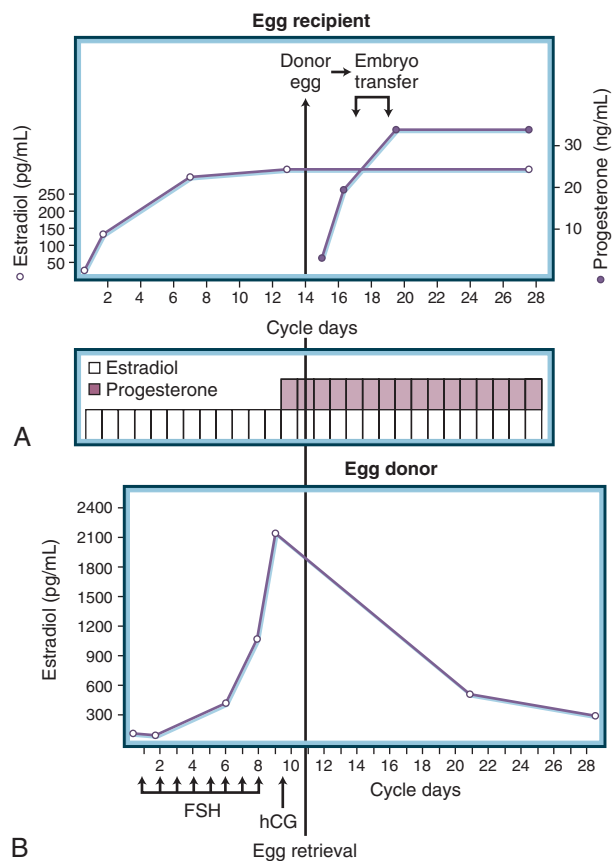 Egg recipient
Donor egg
Embryo transfer
Estradiol (pg/mL)
250
200
150
100
50
Progesterone (ng/mL)
30
20
10
2 4 6 8 10 12 14 16 18 20 22 24 26 28
Cycle days
Estradiol
Progesterone
A
Egg donor
Estradiol (pg/mL)
2400
2100
1800
1500
1200
900
600
300
2 4 6 8 10 12 14 16 18 20 22 24 26 28
Cycle days
FSH
hCG
B
Egg retrieval